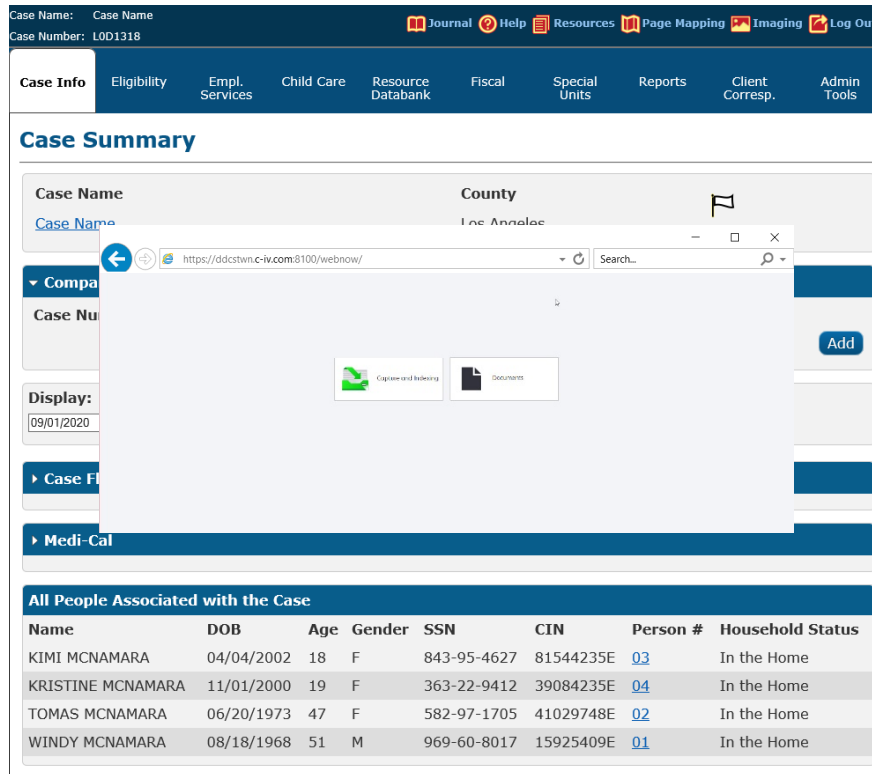 Case Name: Case Name
Journal Help Resources Page Mapping Imaging Log Ou
Case Number: L0D1318
Case Info Eligibility Empl. Services Child Care Resource Databank Fiscal Special Units Reports Client Corresp. Admin Tools
Case Summary
Case Name County
Case Name Los Angeles
https://ddcstwn.c-iv.com:8100/webnow/ Search...
Compa
Case Nu
Add
Capture and Indexing Documents
Display:
09/01/2020
Case Fl
Medi-Cal
All People Associated with the Case
Name DOB Age Gender SSN CIN Person # Household Status
KIMI MCNAMARA 04/04/2002 18 F 843-95-4627 81544235E 03 In the Home
KRISTINE MCNAMARA 11/01/2000 19 F 363-22-9412 39084235E 04 In the Home
TOMAS MCNAMARA 06/20/1973 47 F 582-97-1705 41029748E 02 In the Home
WINDY MCNAMARA 08/18/1968 51 M 969-60-8017 15925409E 01 In the Home